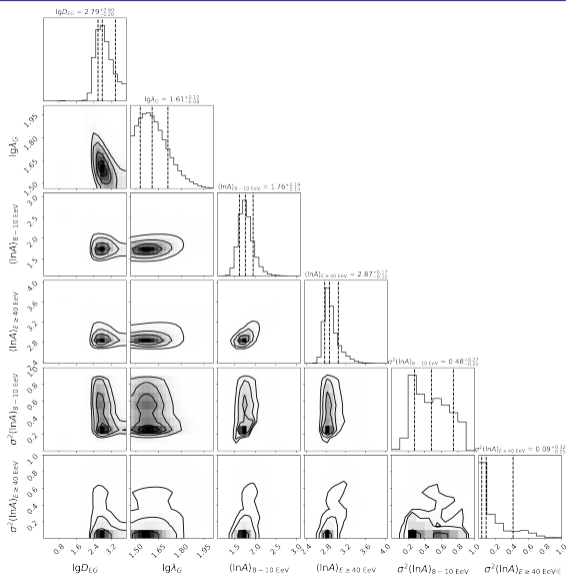 lgD_EG = 2.79
lgλ_G = 1.61
lgλ_G
1.95
1.80
1.65
1.50
⟨lnA⟩_8 − 10 EeV = 1.76
⟨lnA⟩_8 − 10 EeV
3.0
2.5
2.0
1.5
⟨lnA⟩_E ≥ 40 EeV = 2.87
⟨lnA⟩_E ≥ 40 EeV
4.0
3.6
3.2
2.8
2.4
σ²(lnA)_8 − 10 EeV = 0.48
σ²(lnA)_8 − 10 EeV
0.8
0.6
0.4
0.2
σ²(lnA)_E ≥ 40 EeV = 0.09
σ²(lnA)_E ≥ 40 EeV
1.0
0.8
0.6
0.4
0.2
0.8 1.6 2.4 3.2 1.50 1.65 1.80 1.95 1.5 2.0 2.5 3.0 2.4 2.8 3.2 3.6 4.0 0.2 0.4 0.6 0.8 1.0 0.2 0.4 0.6 0.8 1.0
lgD_EG lgλ_G ⟨lnA⟩_8 − 10 EeV ⟨lnA⟩_E ≥ 40 EeV σ²(lnA)_8 − 10 EeV σ²(lnA)_E ≥ 40 EeV